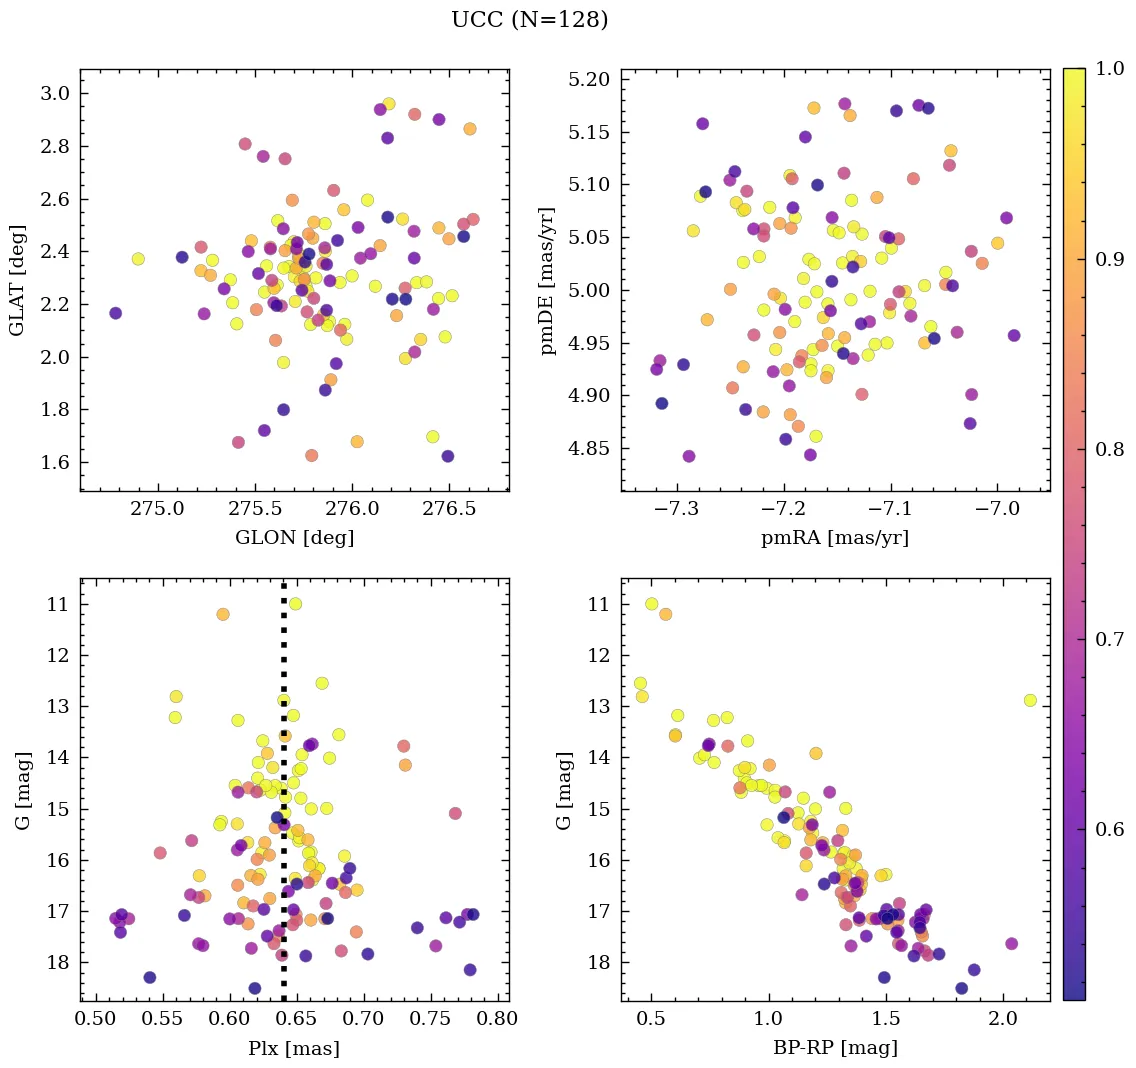 UCC (N=128)
3.0
2.8
2.6
2.4
2.2
2.0
1.8
1.6
GLAT [deg]
275.0 275.5 276.0 276.5
GLON [deg]
5.20
5.15
5.10
5.05
5.00
4.95
4.90
4.85
pmDE [mas/yr]
−7.3 −7.2 −7.1 −7.0
pmRA [mas/yr]
1.0
0.9
0.8
0.7
0.6
11
12
13
14
15
16
17
18
G [mag]
0.50 0.55 0.60 0.65 0.70 0.75 0.80
Plx [mas]
11
12
13
14
15
16
17
18
G [mag]
0.5 1.0 1.5 2.0
BP-RP [mag]